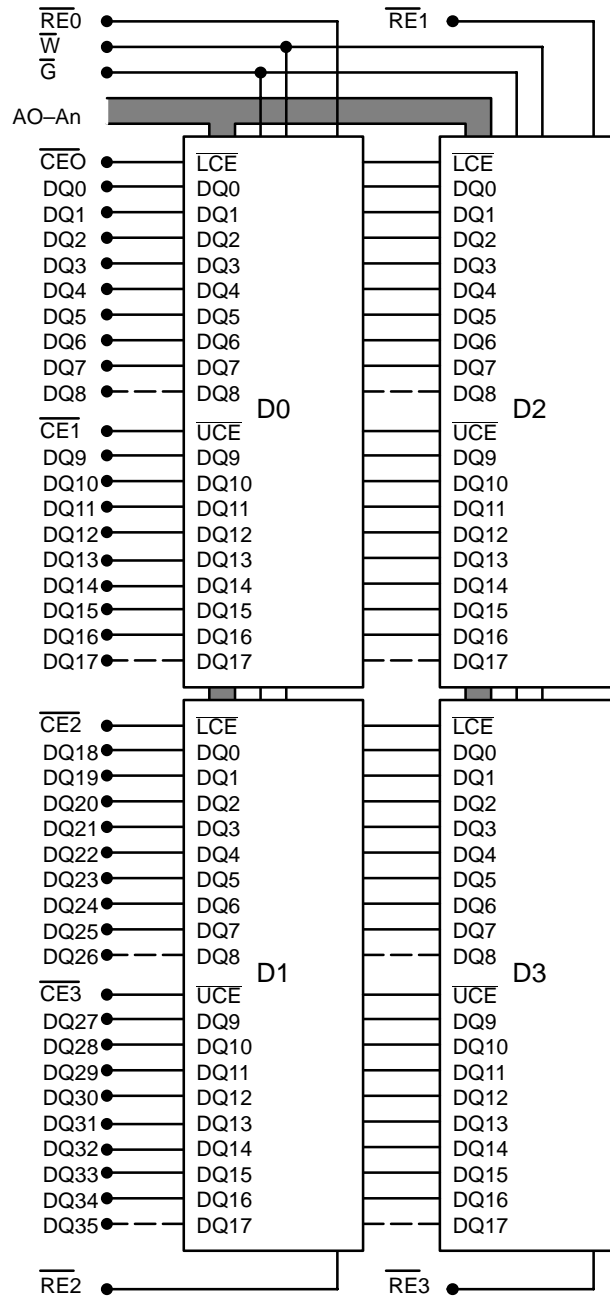 RE0 RE1
W
G
AO–An
CEO LCE LCE
DQ0 DQ0 DQ0
DQ1 DQ1 DQ1
DQ2 DQ2 DQ2
DQ3 DQ3 DQ3
DQ4 DQ4 DQ4
DQ5 DQ5 DQ5
DQ6 DQ6 DQ6
DQ7 DQ7 DQ7
DQ8 DQ8 DQ8
D0 D2
CE1 UCE UCE
DQ9 DQ9 DQ9
DQ10 DQ10 DQ10
DQ11 DQ11 DQ11
DQ12 DQ12 DQ12
DQ13 DQ13 DQ13
DQ14 DQ14 DQ14
DQ15 DQ15 DQ15
DQ16 DQ16 DQ16
DQ17 DQ17 DQ17
CE2 LCE LCE
DQ18 DQ0 DQ0
DQ19 DQ1 DQ1
DQ20 DQ2 DQ2
DQ21 DQ3 DQ3
DQ22 DQ4 DQ4
DQ23 DQ5 DQ5
DQ24 DQ6 DQ6
DQ25 DQ7 DQ7
DQ26 DQ8 DQ8
D1 D3
CE3 UCE UCE
DQ27 DQ9 DQ9
DQ28 DQ10 DQ10
DQ29 DQ11 DQ11
DQ30 DQ12 DQ12
DQ31 DQ13 DQ13
DQ32 DQ14 DQ14
DQ33 DQ15 DQ15
DQ34 DQ16 DQ16
DQ35 DQ17 DQ17
RE2 RE3